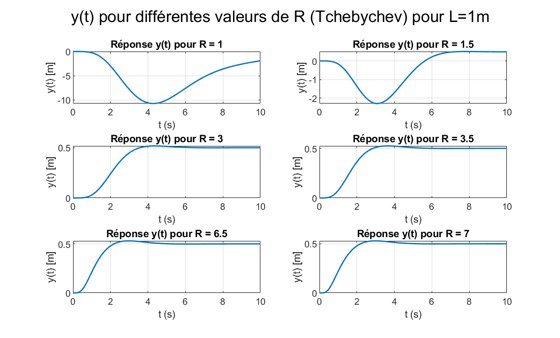 y(t) pour différentes valeurs de R (Tchebychev) pour L=1m
Réponse y(t) pour R = 1
0
-5
-10
y(t) [m]
0 2 4 6 8 10
t (s)
Réponse y(t) pour R = 1.5
0
-1
-2
y(t) [m]
0 2 4 6 8 10
t (s)
Réponse y(t) pour R = 3
0.5
0
y(t) [m]
0 2 4 6 8 10
t (s)
Réponse y(t) pour R = 3.5
0.5
0
y(t) [m]
0 2 4 6 8 10
t (s)
Réponse y(t) pour R = 6.5
0.5
0
y(t) [m]
0 2 4 6 8 10
t (s)
Réponse y(t) pour R = 7
0.5
0
y(t) [m]
0 2 4 6 8 10
t (s)